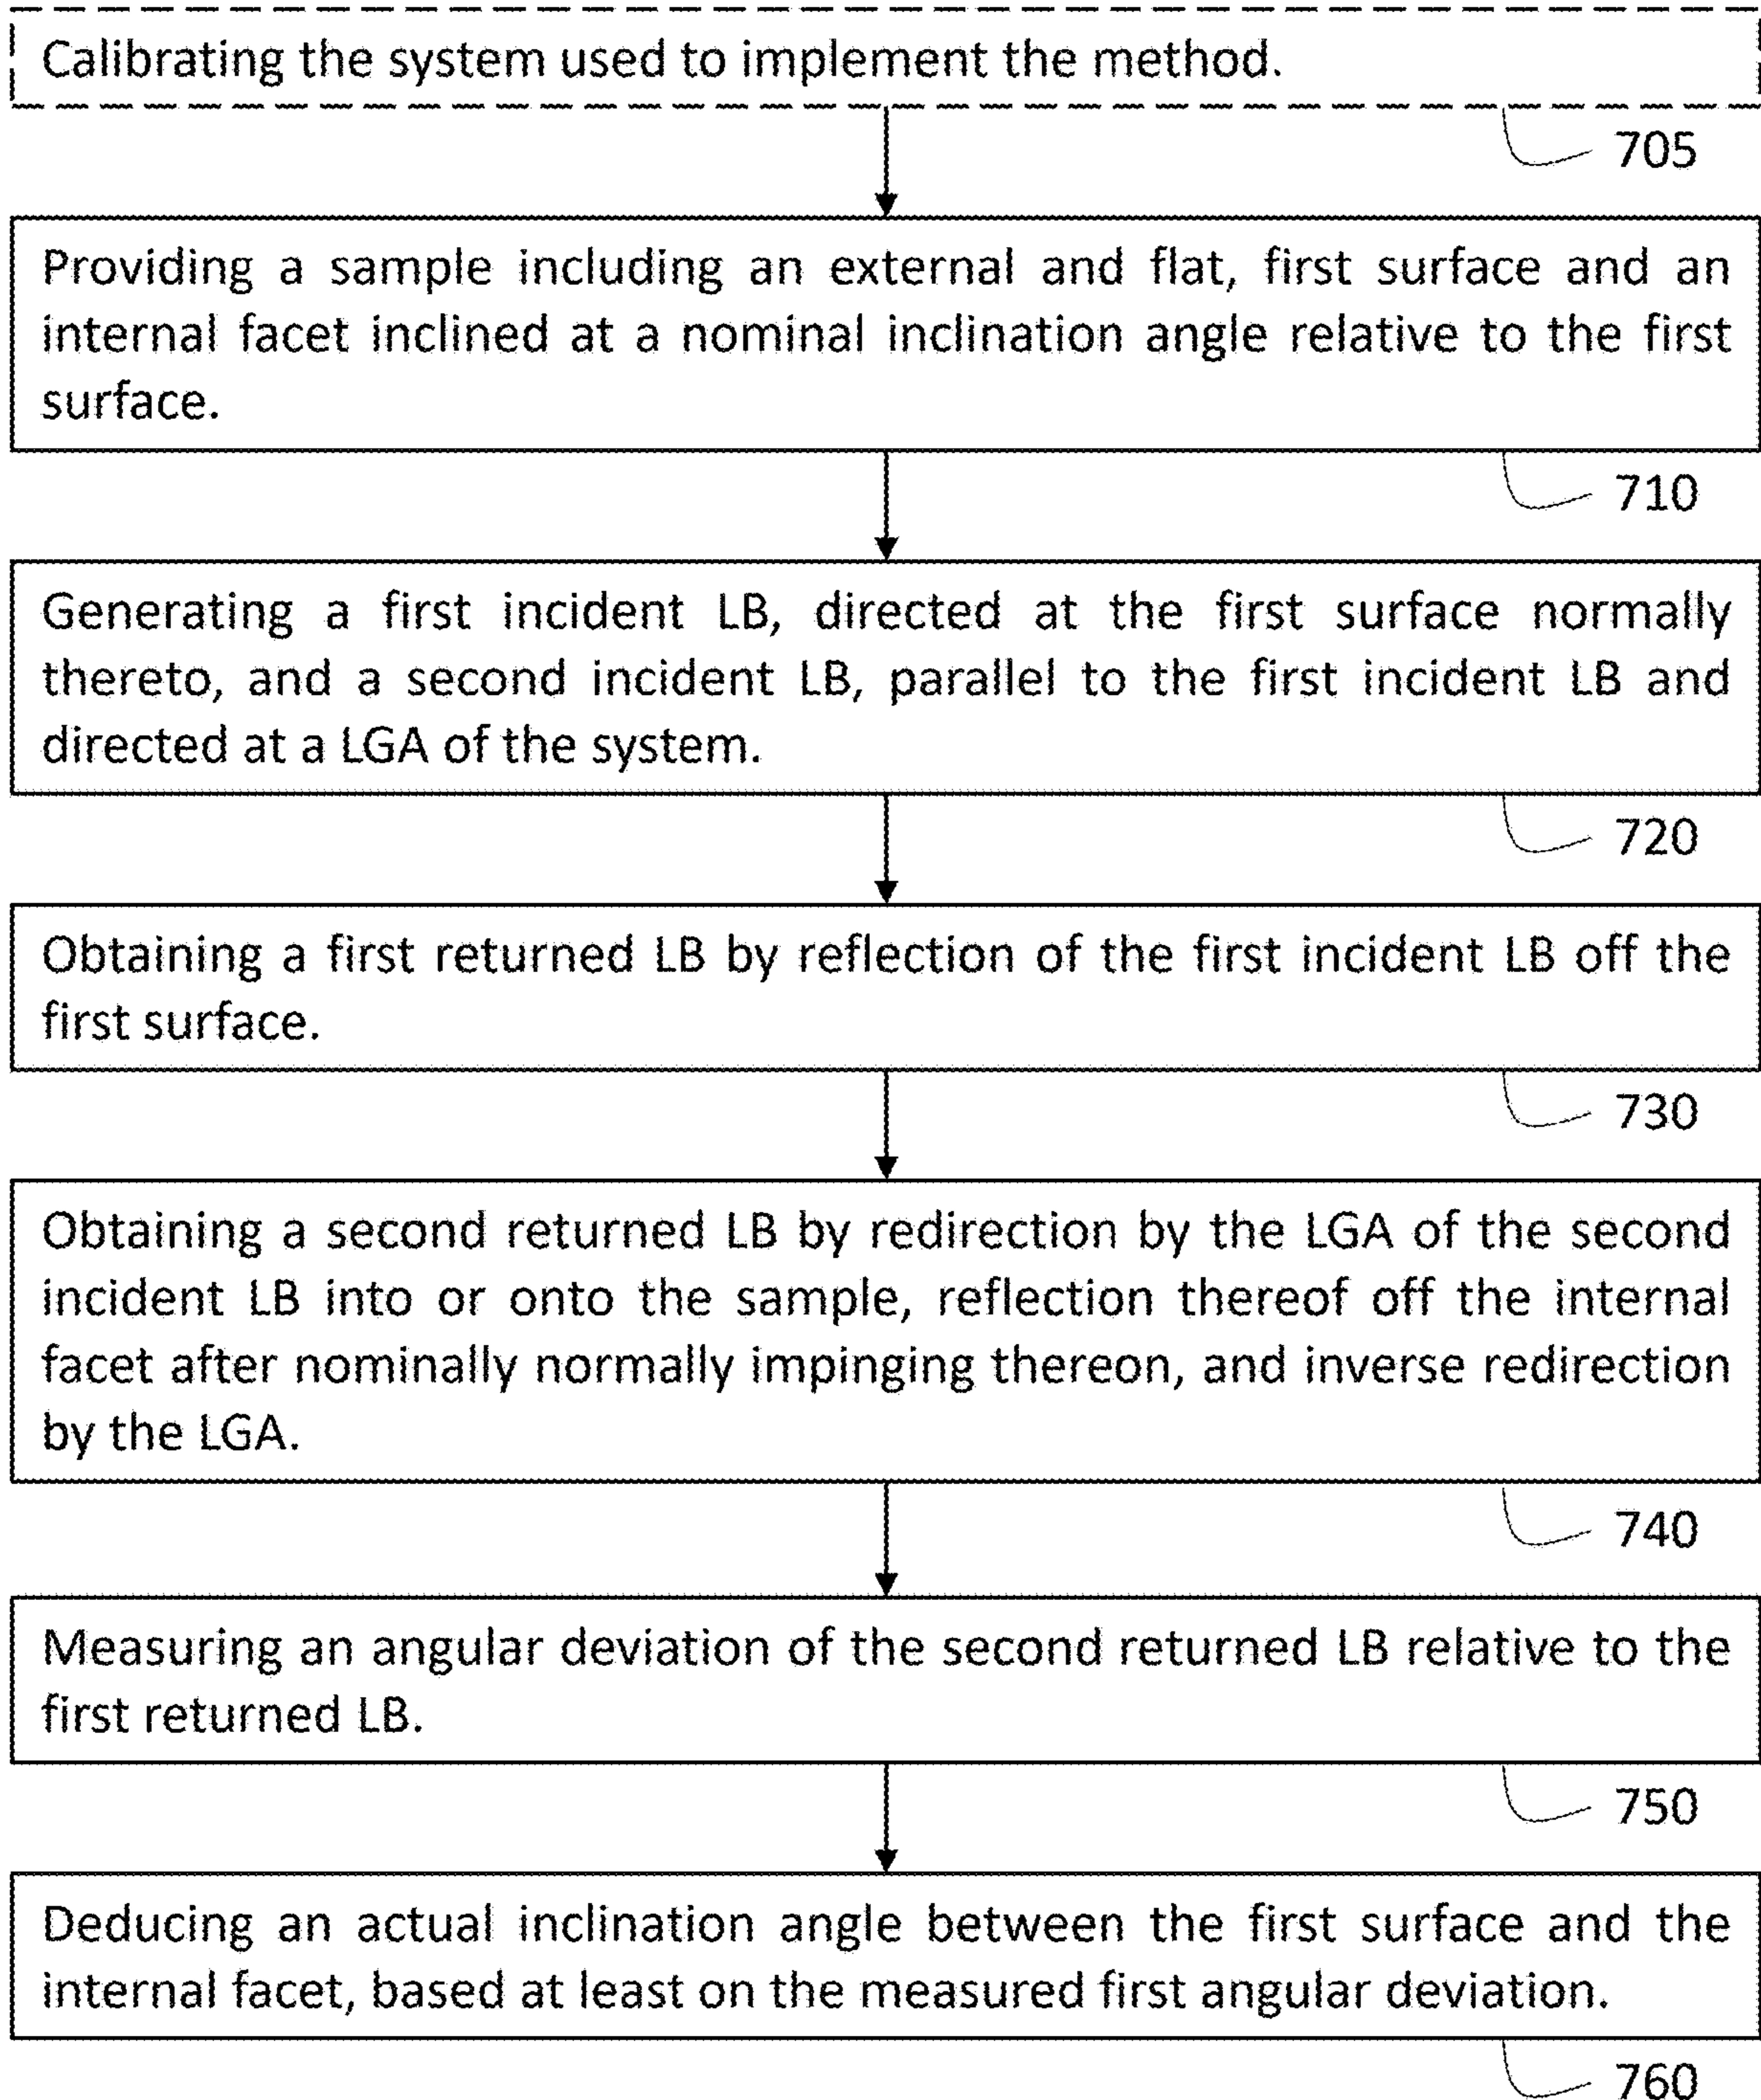 Calibrating the system used to implement the method.
705
Providing a sample including an external and flat, first surface and an
internal facet inclined at a nominal inclination angle relative to the first
surface.
710
Generating a first incident LB, directed at the first surface normally
thereto, and a second incident LB, parallel to the first incident LB and
directed at a LGA of the system.
720
Obtaining a first returned LB by reflection of the first incident LB off the
first surface.
730
Obtaining a second returned LB by redirection by the LGA of the second
incident LB into or onto the sample, reflection thereof off the internal
facet after nominally normally impinging thereon, and inverse redirection
by the LGA.
740
Measuring an angular deviation of the second returned LB relative to the
first returned LB.
750
Deducing an actual inclination angle between the first surface and the
internal facet, based at least on the measured first angular deviation.
760